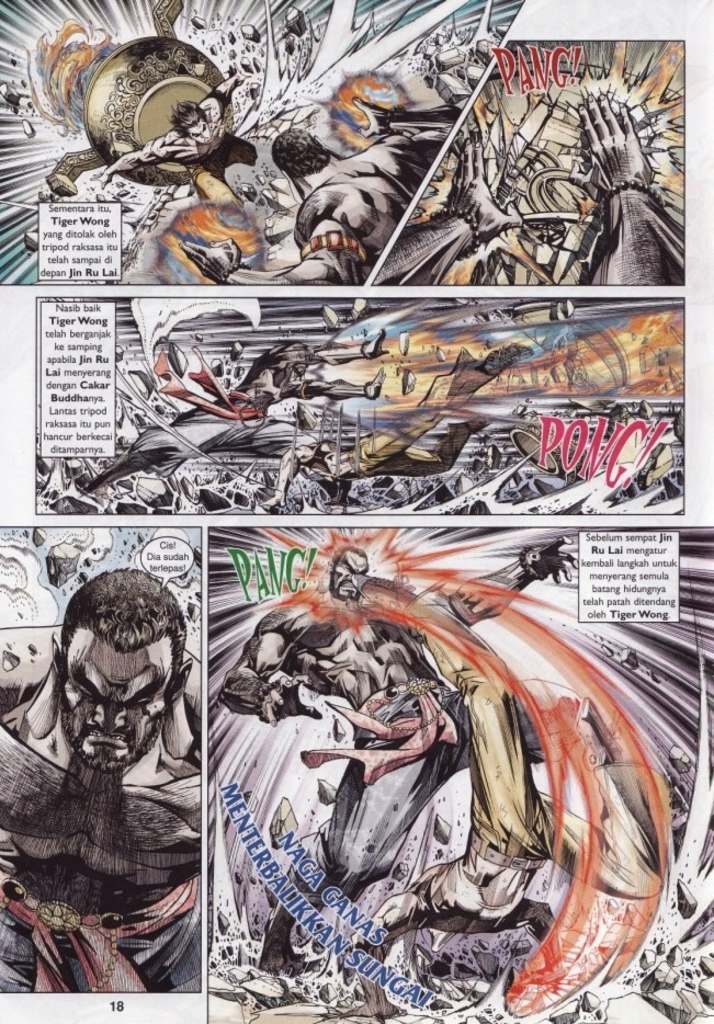 PANG!
Sementara itu,
Tiger Wong
yang ditolak oleh
tripod raksasa itu
telah sampai di
depan Jin Ru Lai.
Nasib baik
Tiger Wong
telah berganjak
ke samping
apabila Jin Ru
Lai menyerang
dengan Cakar
Buddhanya.
Lantas tripod
raksasa itu pun
hancur berkecai
ditamparnya.
PONG!
Cis!
Dia sudah
terlepas!
PANG!
Sebelum sempat Jin
Ru Lai mengatur
kembali langkah untuk
menyerang semula
batang hidungnya
telah patah ditendang
oleh Tiger Wong.
NAGA GANAS
MENTERBALIKKAN SUNGAI
18